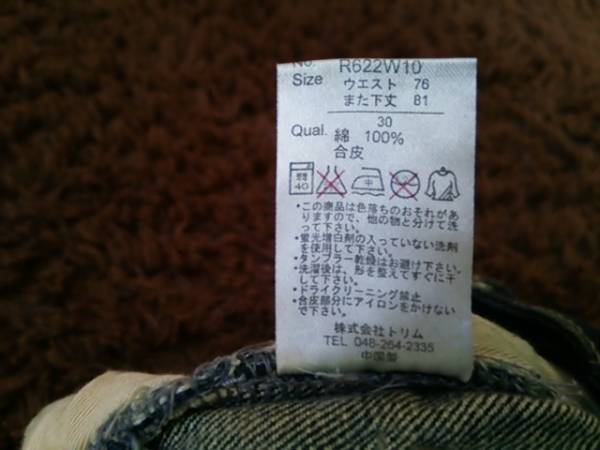 No. R622W10
Size ウエスト 76
また下丈 81
30
Qual. 綿 100%
合皮
弱 40 中
・この商品は色落ちのおそれがあ
りますので、他の物と分けて洗
って下さい。
・蛍光増白剤の入っていない洗剤
を使用して下さい。
・タンブラー乾燥はお避け下さい。
・洗濯後は、形を整えてすぐに干
して下さい。
・ドライクリーニング禁止
・合皮部分にアイロンをかけない
で下さい。
株式会社トリム
TEL 048-264-2335
中国製